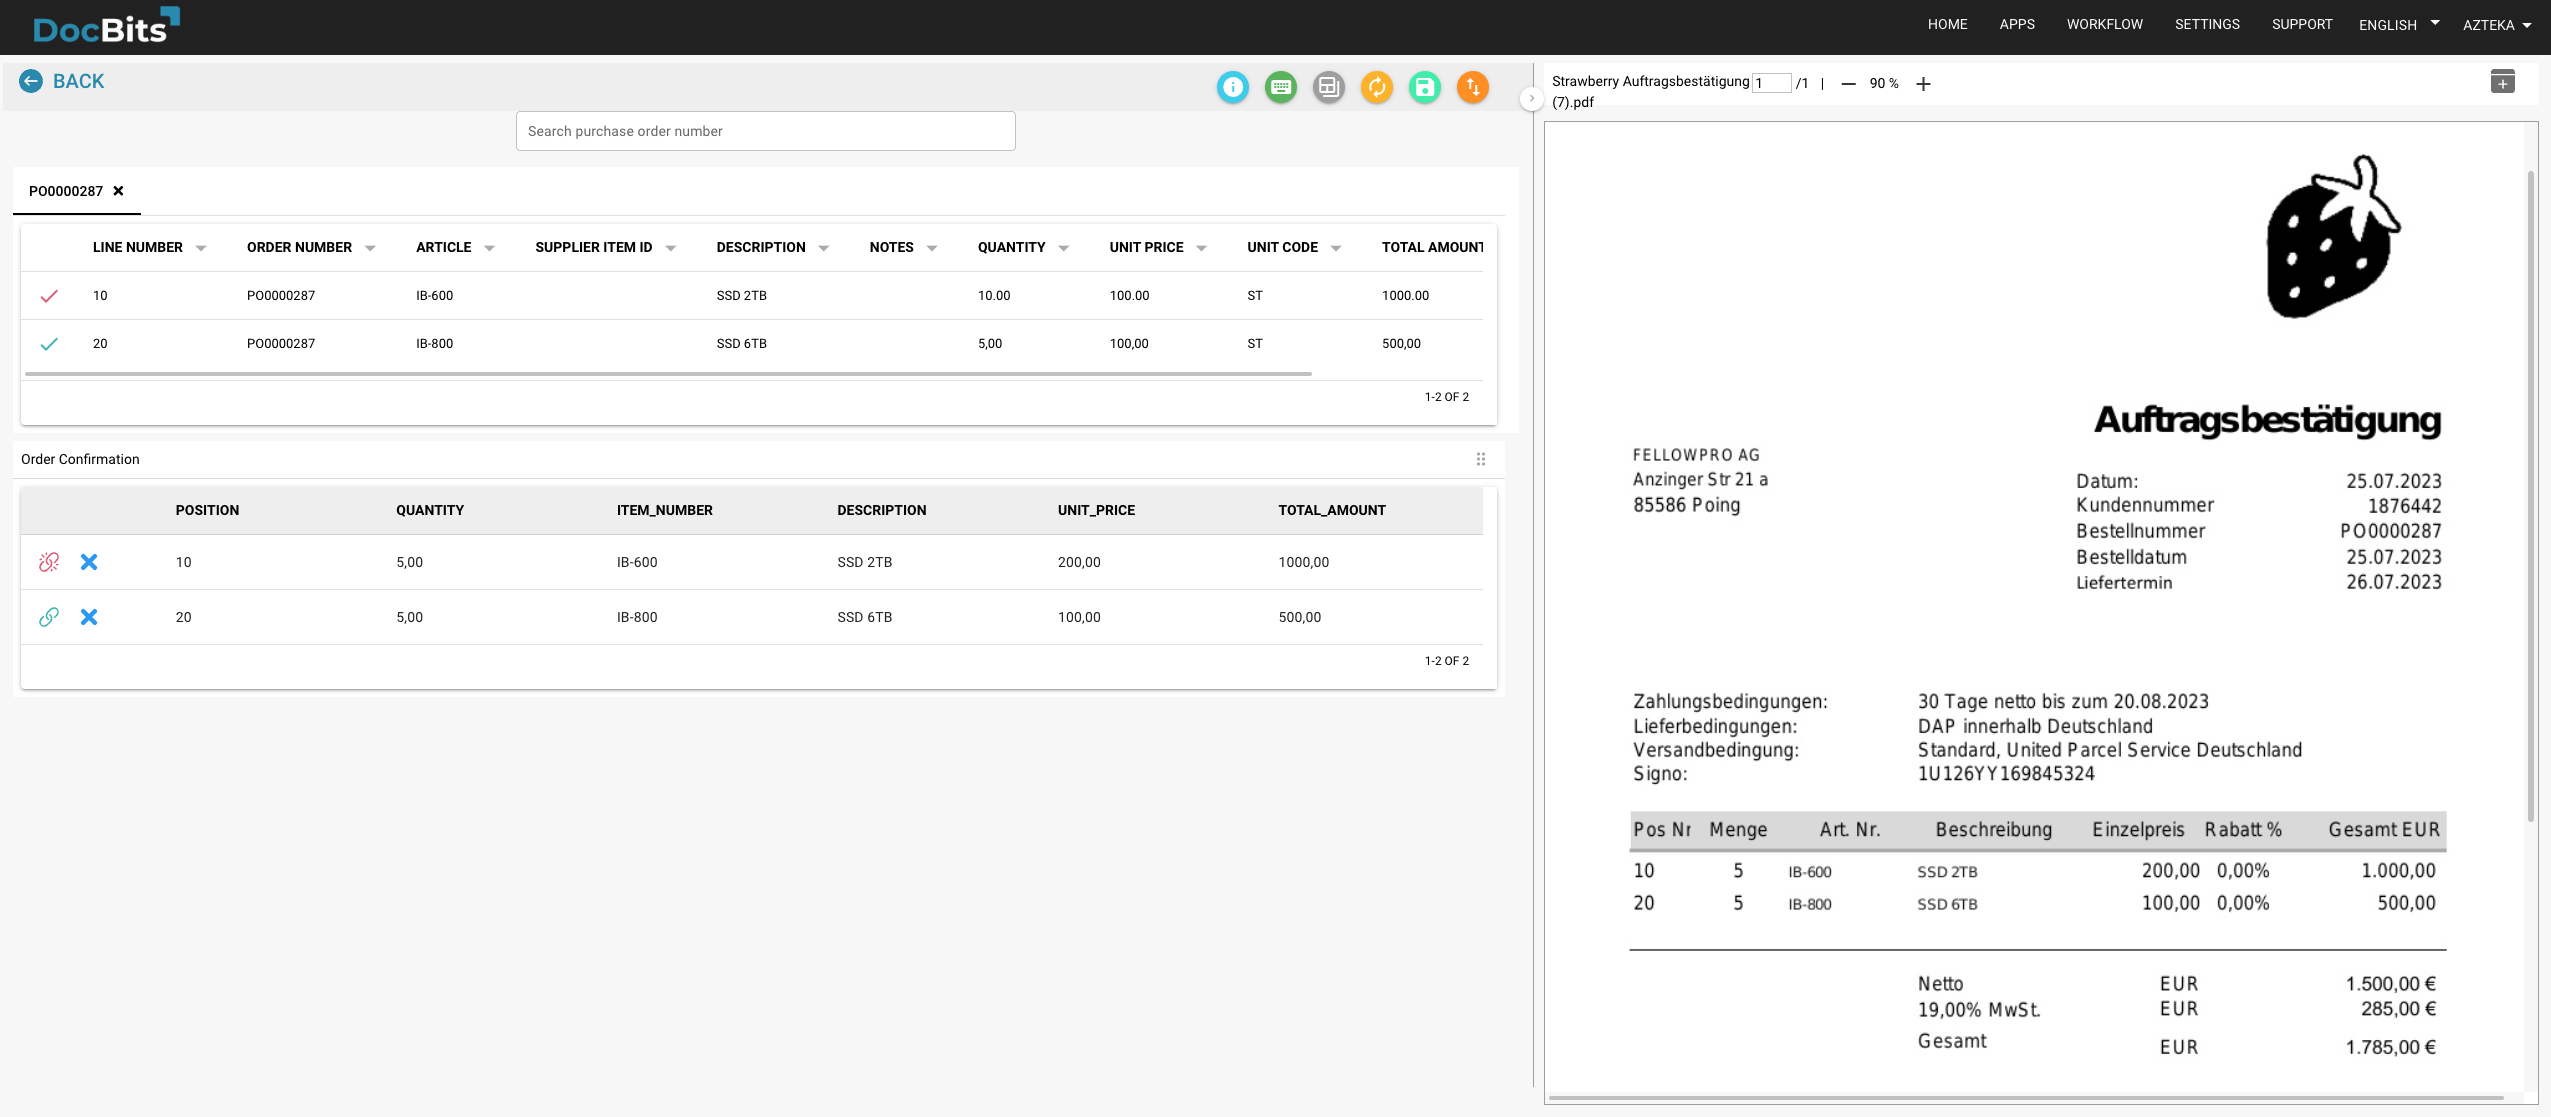 DocBits
HOME APPS WORKFLOW SETTINGS SUPPORT ENGLISH AZTEKA
BACK
Search purchase order number
PO0000287
LINE NUMBER ORDER NUMBER ARTICLE SUPPLIER ITEM ID DESCRIPTION NOTES QUANTITY UNIT PRICE UNIT CODE TOTAL AMOUNT
10 PO0000287 IB-600 SSD 2TB 10.00 100.00 ST 1000.00
20 PO0000287 IB-800 SSD 6TB 5,00 100,00 ST 500,00
1-2 OF 2
Order Confirmation
POSITION QUANTITY ITEM_NUMBER DESCRIPTION UNIT_PRICE TOTAL_AMOUNT
10 5,00 IB-600 SSD 2TB 200,00 1000,00
20 5,00 IB-800 SSD 6TB 100,00 500,00
1-2 OF 2
Strawberry Auftragsbestätigung 1 /1 | — 90 % +
(7).pdf
Auftragsbestätigung
FELLOWPRO AG
Anzinger Str 21 a
85586 Poing
Datum: 25.07.2023
Kundennummer 1876442
Bestellnummer PO0000287
Bestelldatum 25.07.2023
Liefertermin 26.07.2023
Zahlungsbedingungen: 30 Tage netto bis zum 20.08.2023
Lieferbedingungen: DAP innerhalb Deutschland
Versandbedingung: Standard, United Parcel Service Deutschland
Signo: 1U126YY169845324
Pos Nr Menge Art. Nr. Beschreibung Einzelpreis Rabatt % Gesamt EUR
10 5 IB-600 SSD 2TB 200,00 0,00% 1.000,00
20 5 IB-800 SSD 6TB 100,00 0,00% 500,00
Netto EUR 1.500,00 €
19,00% MwSt. EUR 285,00 €
Gesamt EUR 1.785,00 €